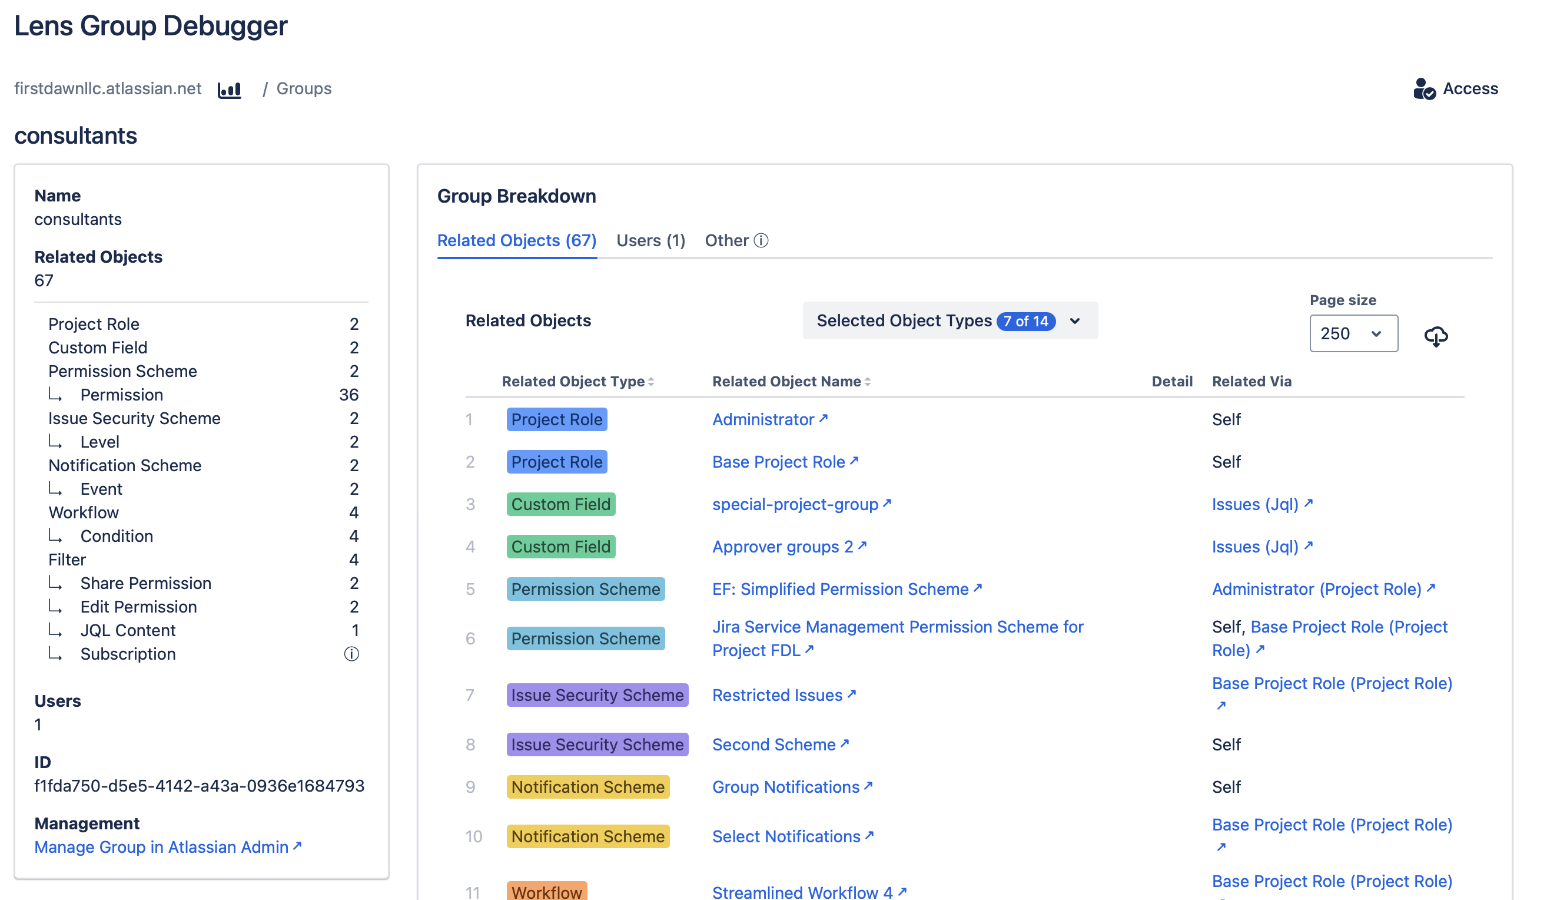 Lens Group Debugger
firstdawnllc.atlassian.net / Groups
Access
consultants
Name
consultants
Related Objects
67
Project Role 2
Custom Field 2
Permission Scheme 2
Permission 36
Issue Security Scheme 2
Level 2
Notification Scheme 2
Event 2
Workflow 4
Condition 4
Filter 4
Share Permission 2
Edit Permission 2
JQL Content 1
Subscription
Users
1
ID
f1fda750-d5e5-4142-a43a-0936e1684793
Management
Manage Group in Atlassian Admin
Group Breakdown
Related Objects (67) Users (1) Other
Related Objects
Selected Object Types 7 of 14
Page size
250
Related Object Type Related Object Name Detail Related Via
1 Project Role Administrator Self
2 Project Role Base Project Role Self
3 Custom Field special-project-group Issues (Jql)
4 Custom Field Approver groups 2 Issues (Jql)
5 Permission Scheme EF: Simplified Permission Scheme Administrator (Project Role)
6 Permission Scheme Jira Service Management Permission Scheme for
Project FDL
Self, Base Project Role (Project
Role)
7 Issue Security Scheme Restricted Issues Base Project Role (Project Role)
8 Issue Security Scheme Second Scheme Self
9 Notification Scheme Group Notifications Self
10 Notification Scheme Select Notifications Base Project Role (Project Role)
11 Workflow Streamlined Workflow 4 Base Project Role (Project Role)